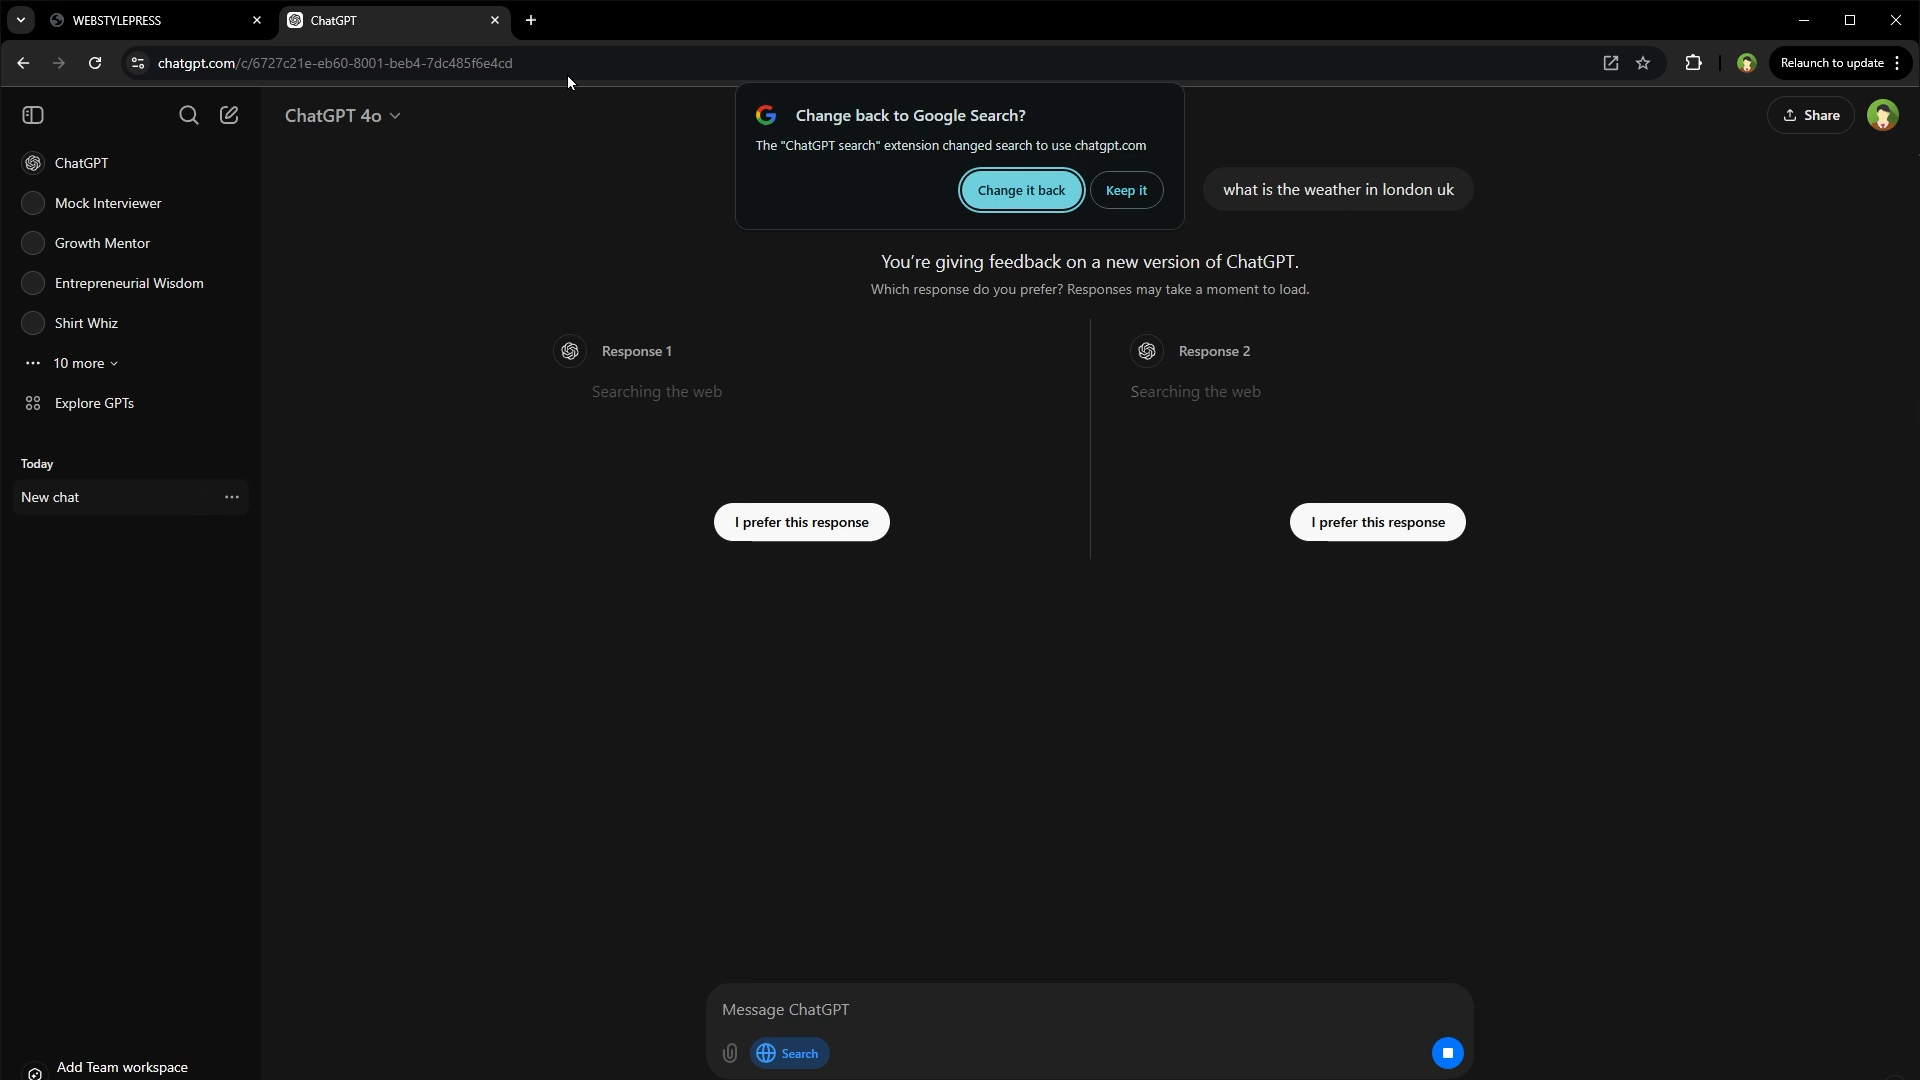 WEBSTYLEPRESS
ChatGPT
chatgpt.com/c/6727c21e-eb60-8001-beb4-7dc485f6e4cd
Relaunch to update
ChatGPT 4o
Change back to Google Search?
The "ChatGPT search" extension changed search to use chatgpt.com
Change it back
Keep it
Share
ChatGPT
Mock Interviewer
Growth Mentor
Entrepreneurial Wisdom
Shirt Whiz
10 more
Explore GPTs
Today
New chat
Add Team workspace
what is the weather in london uk
You're giving feedback on a new version of ChatGPT.
Which response do you prefer? Responses may take a moment to load.
Response 1
Searching the web
I prefer this response
Response 2
Searching the web
I prefer this response
Message ChatGPT
Search